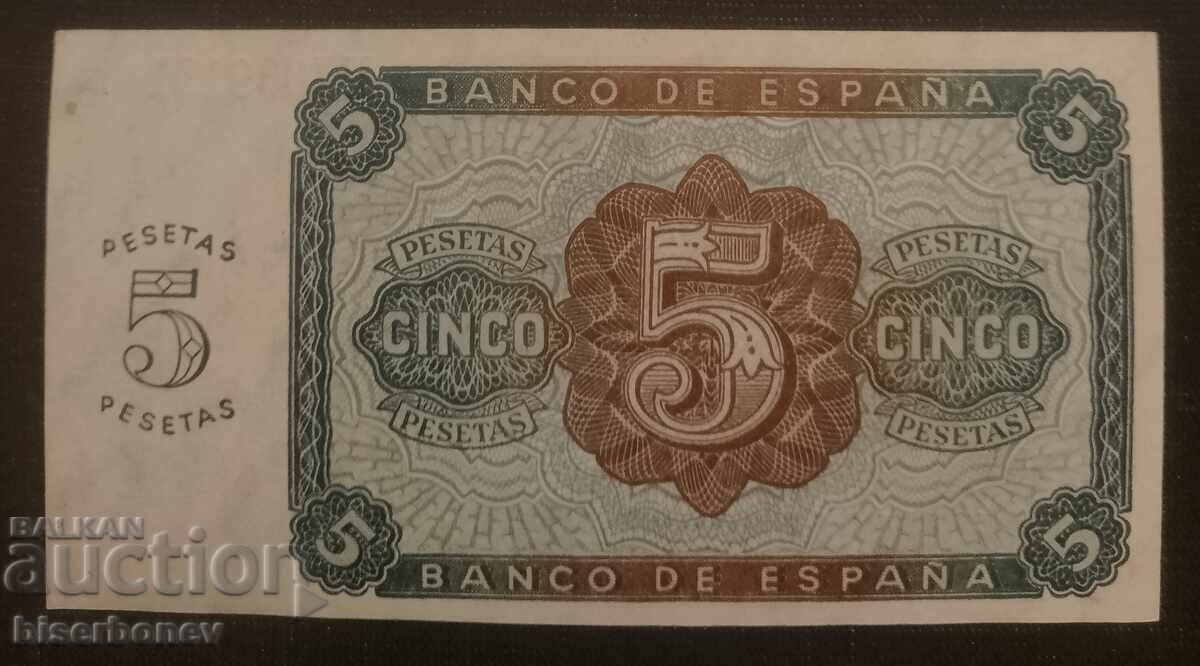 5 BANCO DE ESPAÑA 5
PESETAS
5
PESETAS
PESETAS
CINCO
PESETAS
5
PESETAS
CINCO
PESETAS
5 BANCO DE ESPAÑA 5
BALKAN
auction
biserbonev